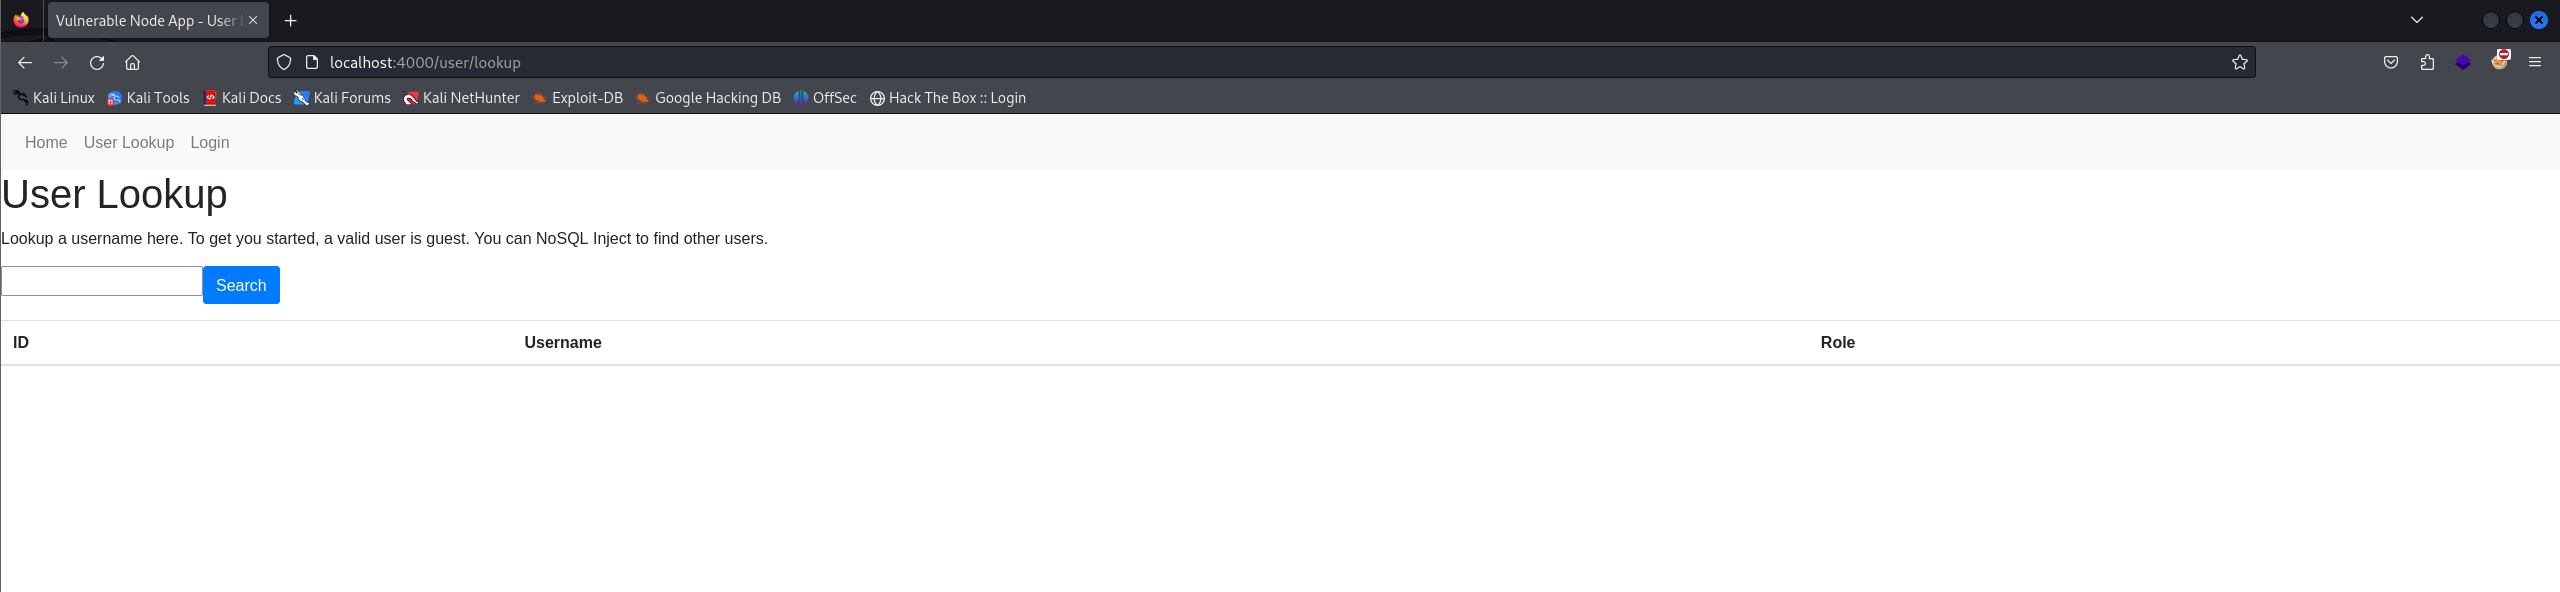 Vulnerable Node App - User L
localhost:4000/user/lookup
Kali Linux Kali Tools Kali Docs Kali Forums Kali NetHunter Exploit-DB Google Hacking DB OffSec Hack The Box :: Login
Home User Lookup Login
User Lookup
Lookup a username here. To get you started, a valid user is guest. You can NoSQL Inject to find other users.
Search
ID Username Role